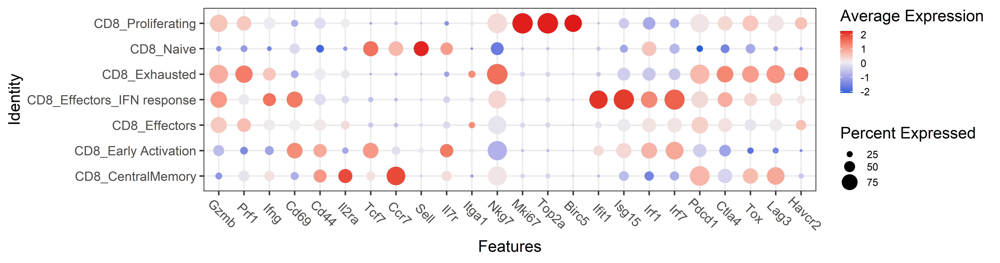 Identity
CD8_Proliferating
CD8_Naive
CD8_Exhausted
CD8_Effectors_IFN response
CD8_Effectors
CD8_Early Activation
CD8_CentralMemory
Gzmb
Prf1
Ifng
Cd69
Cd44
Il2ra
Tcf7
Ccr7
Sell
Il7r
Itga1
Nkg7
Mki67
Top2a
Birc5
Ifit1
Isg15
Irf1
Irf7
Pdcd1
Ctla4
Tox
Lag3
Havcr2
Features
Average Expression
2
1
0
-1
-2
Percent Expressed
25
50
75